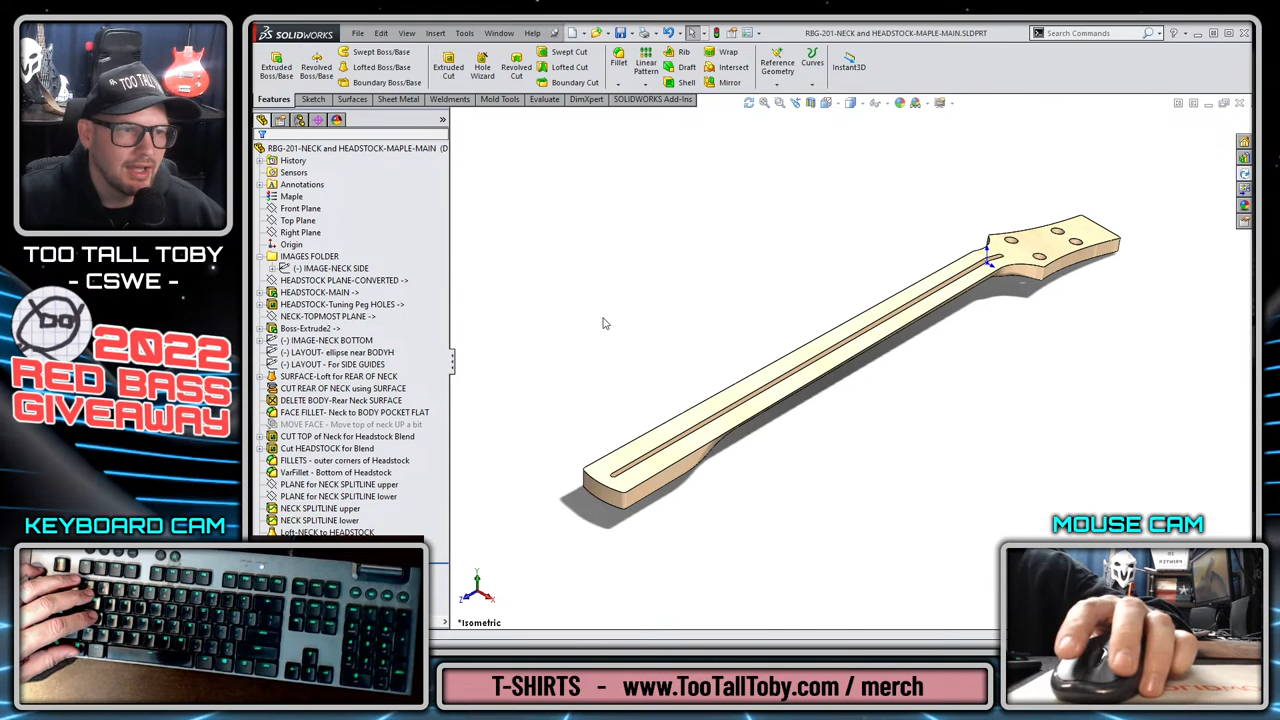 TOO TALL TOBY
- CSWE -
2022
RED BASS
GIVEAWAY
KEYBOARD CAM
MOUSE CAM
SOLIDWORKS
File Edit View Insert Tools Window Help
RBG-201-NECK and HEADSTOCK-MAPLE-MAIN.SLDPRT
Search Commands
Extruded Boss/Base
Revolved Boss/Base
Swept Boss/Base
Lofted Boss/Base
Boundary Boss/Base
Extruded Cut
Hole Wizard
Revolved Cut
Swept Cut
Lofted Cut
Boundary Cut
Fillet
Linear Pattern
Rib
Draft
Shell
Wrap
Intersect
Mirror
Reference Geometry
Curves
Instant3D
Features Sketch Surfaces Sheet Metal Weldments Mold Tools Evaluate DimXpert SOLIDWORKS Add-Ins
RBG-201-NECK and HEADSTOCK-MAPLE-MAIN (D
History
Sensors
Annotations
Maple
Front Plane
Top Plane
Right Plane
Origin
IMAGES FOLDER
(-) IMAGE-NECK SIDE
HEADSTOCK PLANE-CONVERTED ->
HEADSTOCK-MAIN ->
HEADSTOCK-Tuning Peg HOLES ->
NECK-TOPMOST PLANE ->
Boss-Extrude2 ->
(-) IMAGE-NECK BOTTOM
(-) LAYOUT- ellipse near BODYH
(-) LAYOUT - For SIDE GUIDES
SURFACE-Loft for REAR OF NECK
CUT REAR OF NECK using SURFACE
DELETE BODY-Rear Neck SURFACE
FACE FILLET- Neck to BODY POCKET FLAT
MOVE FACE - Move top of neck UP a bit
CUT TOP of Neck for Headstock Blend
Cut HEADSTOCK for Blend
FILLETS - outer corners of Headstock
VarFillet - Bottom of Headstock
PLANE for NECK SPLITLINE upper
PLANE for NECK SPLITLINE lower
NECK SPLITLINE upper
NECK SPLITLINE lower
Loft-NECK to HEADSTOCK
Y
Z
X
*Isometric
T-SHIRTS - www.TooTallToby.com / merch